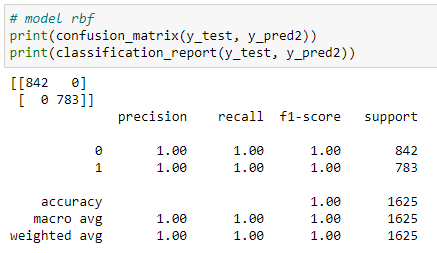 # model rbf
print(confusion_matrix(y_test, y_pred2))
print(classification_report(y_test, y_pred2))
[[842   0]
 [  0 783]]
              precision    recall  f1-score   support

           0       1.00      1.00      1.00       842
           1       1.00      1.00      1.00       783

    accuracy                           1.00      1625
   macro avg       1.00      1.00      1.00      1625
weighted avg       1.00      1.00      1.00      1625